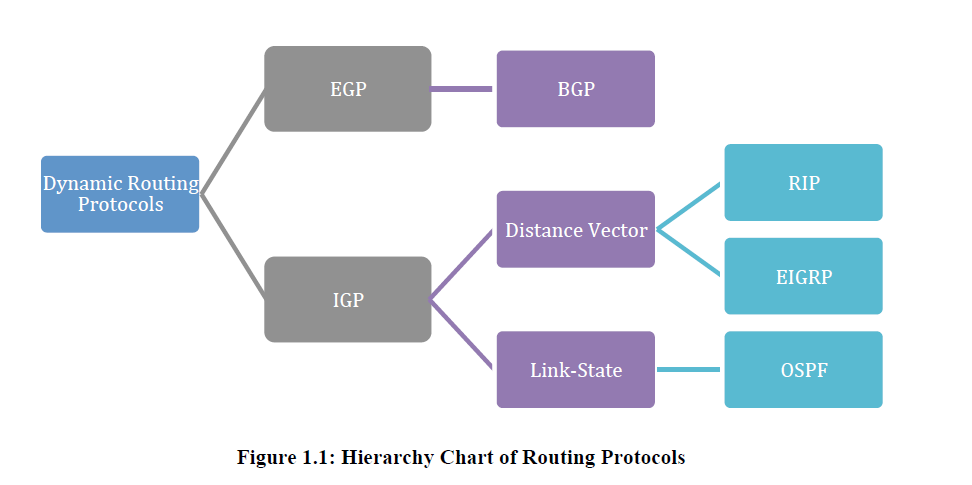 EGP
BGP
Dynamic Routing
Protocols
IGP
Distance Vector
RIP
EIGRP
Link-State
OSPF
Figure 1.1: Hierarchy Chart of Routing Protocols